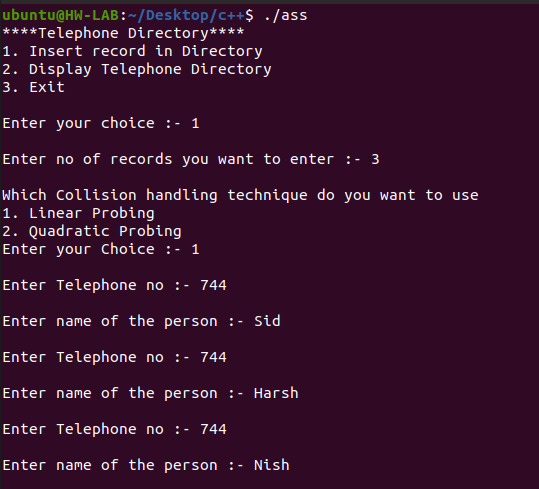 ubuntu@HW-LAB:~/Desktop/c++$ ./ass
****Telephone Directory****
1. Insert record in Directory
2. Display Telephone Directory
3. Exit
Enter your choice :- 1
Enter no of records you want to enter :- 3
Which Collision handling technique do you want to use
1. Linear Probing
2. Quadratic Probing
Enter your Choice :- 1
Enter Telephone no :- 744
Enter name of the person :- Sid
Enter Telephone no :- 744
Enter name of the person :- Harsh
Enter Telephone no :- 744
Enter name of the person :- Nish